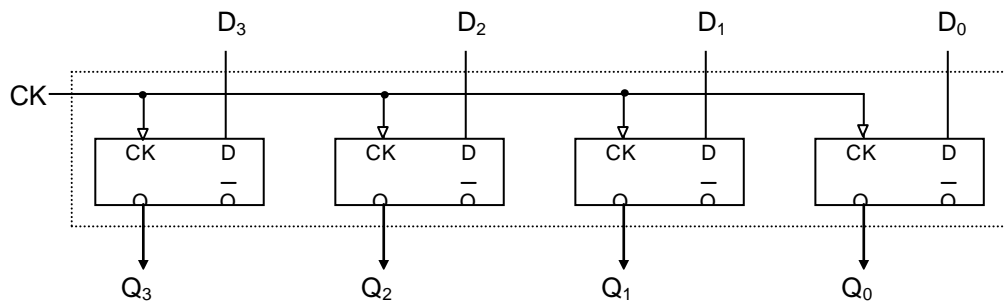 D₃ D₂ D₁ D₀
CK
CK D CK D CK D CK D
Q Q̅ Q Q̅ Q Q̅ Q Q̅
Q₃ Q₂ Q₁ Q₀